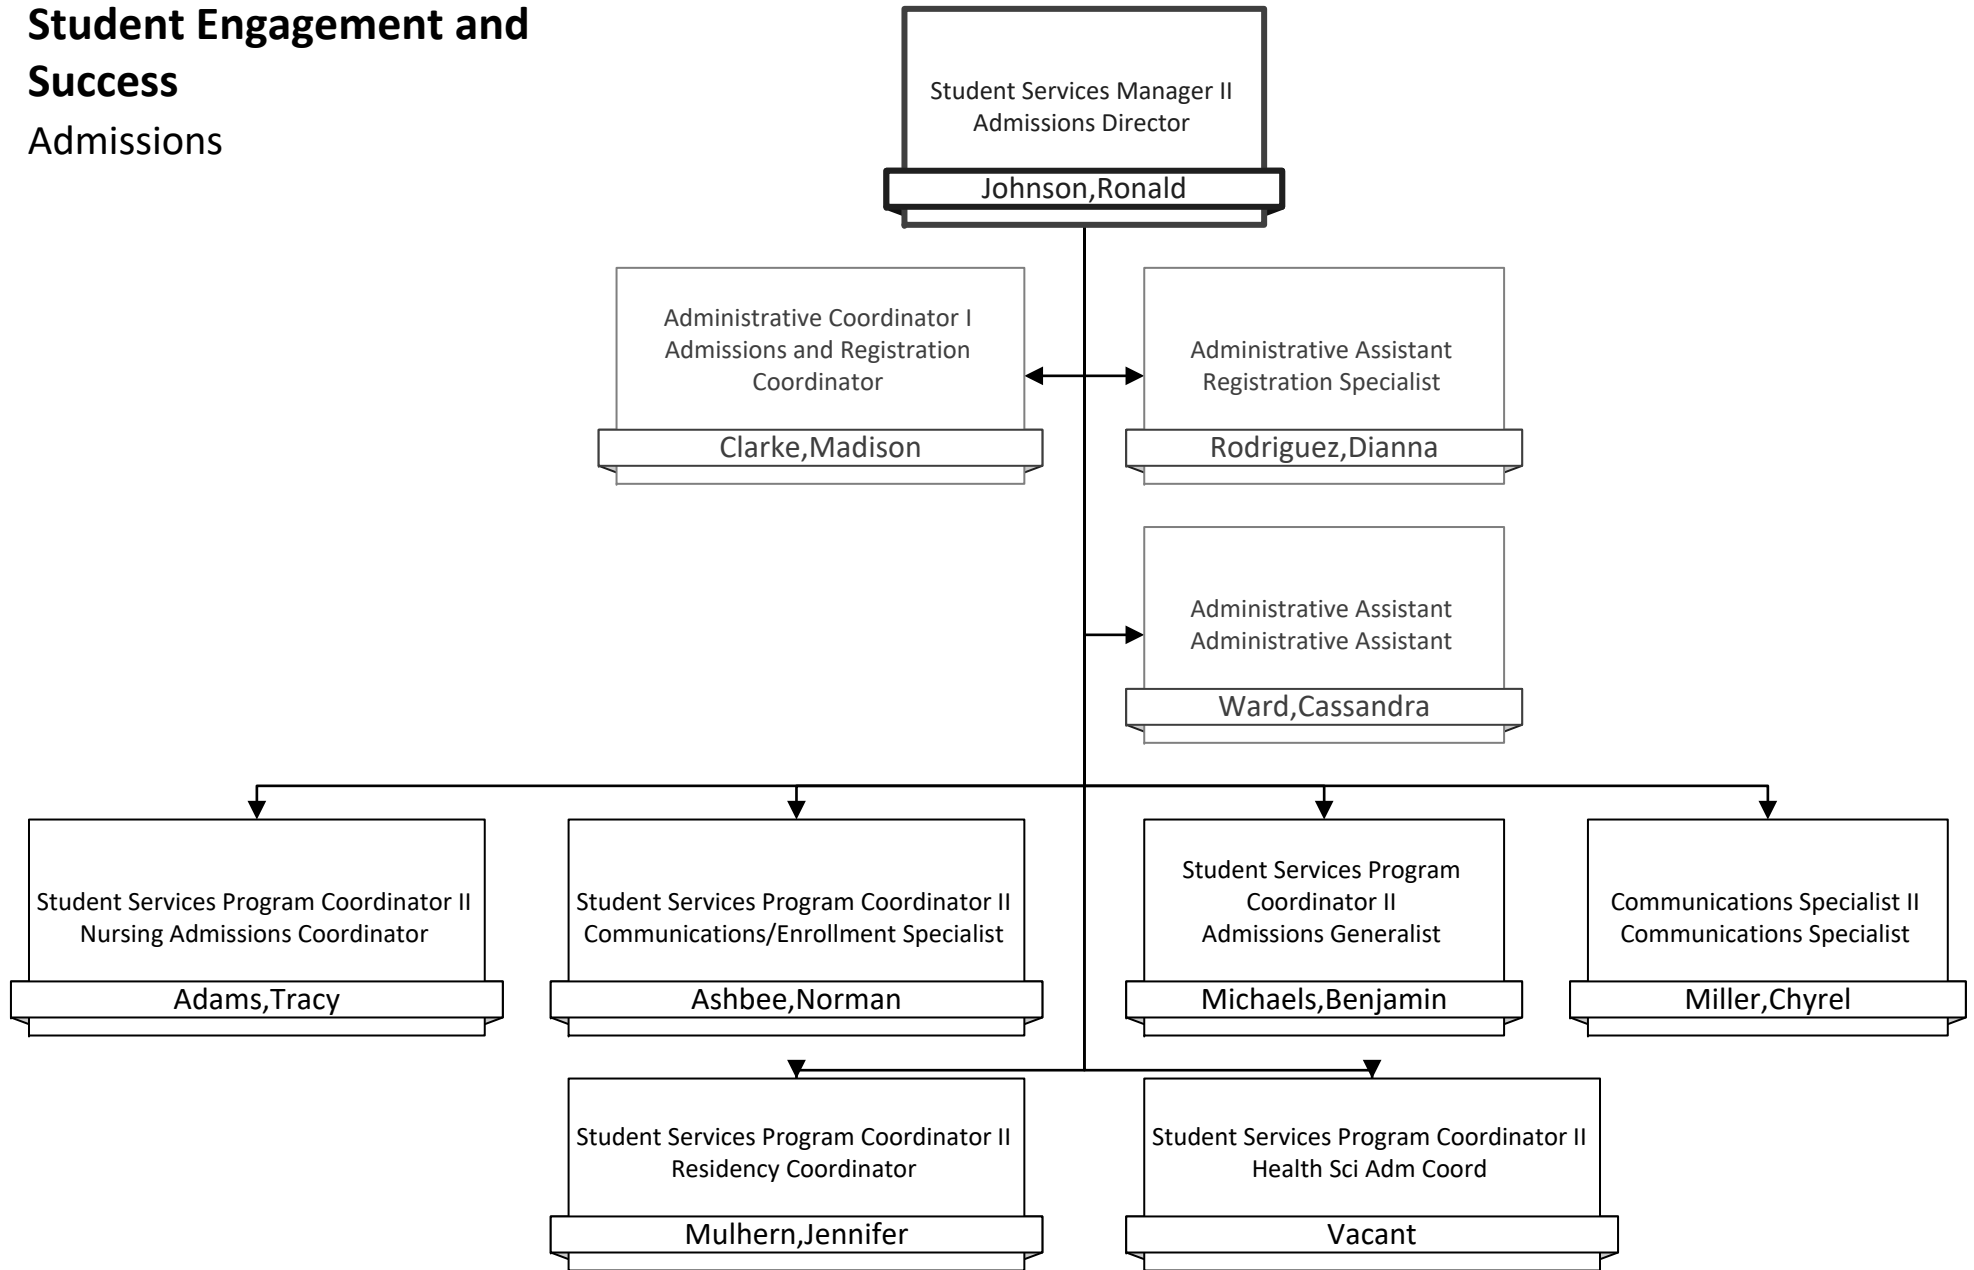 Student Engagement and
Success
Admissions
Student Services Manager II
Admissions Director
Johnson,Ronald
Administrative Coordinator I
Admissions and Registration
Coordinator
Clarke,Madison
Administrative Assistant
Registration Specialist
Rodriguez,Dianna
Administrative Assistant
Administrative Assistant
Ward,Cassandra
Student Services Program Coordinator II
Nursing Admissions Coordinator
Adams,Tracy
Student Services Program Coordinator II
Communications/Enrollment Specialist
Ashbee,Norman
Student Services Program
Coordinator II
Admissions Generalist
Michaels,Benjamin
Communications Specialist II
Communications Specialist
Miller,Chyrel
Student Services Program Coordinator II
Residency Coordinator
Mulhern,Jennifer
Student Services Program Coordinator II
Health Sci Adm Coord
Vacant